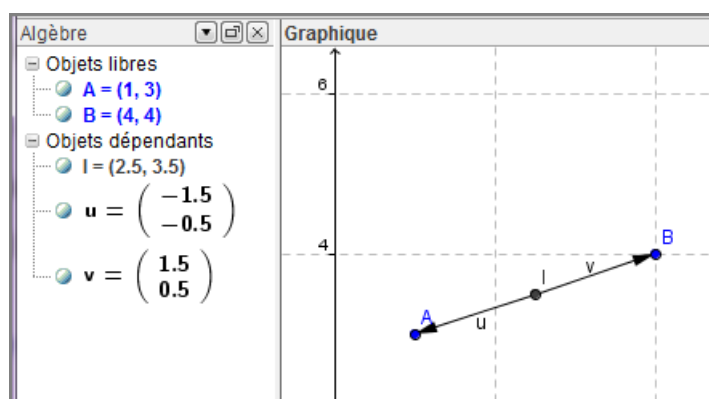 Algèbre
Objets libres
A = (1, 3)
B = (4, 4)
Objets dépendants
I = (2.5, 3.5)
u = ( −1.5
−0.5 )
v = ( 1.5
0.5 )
Graphique
6
4
A
u
I
v
B